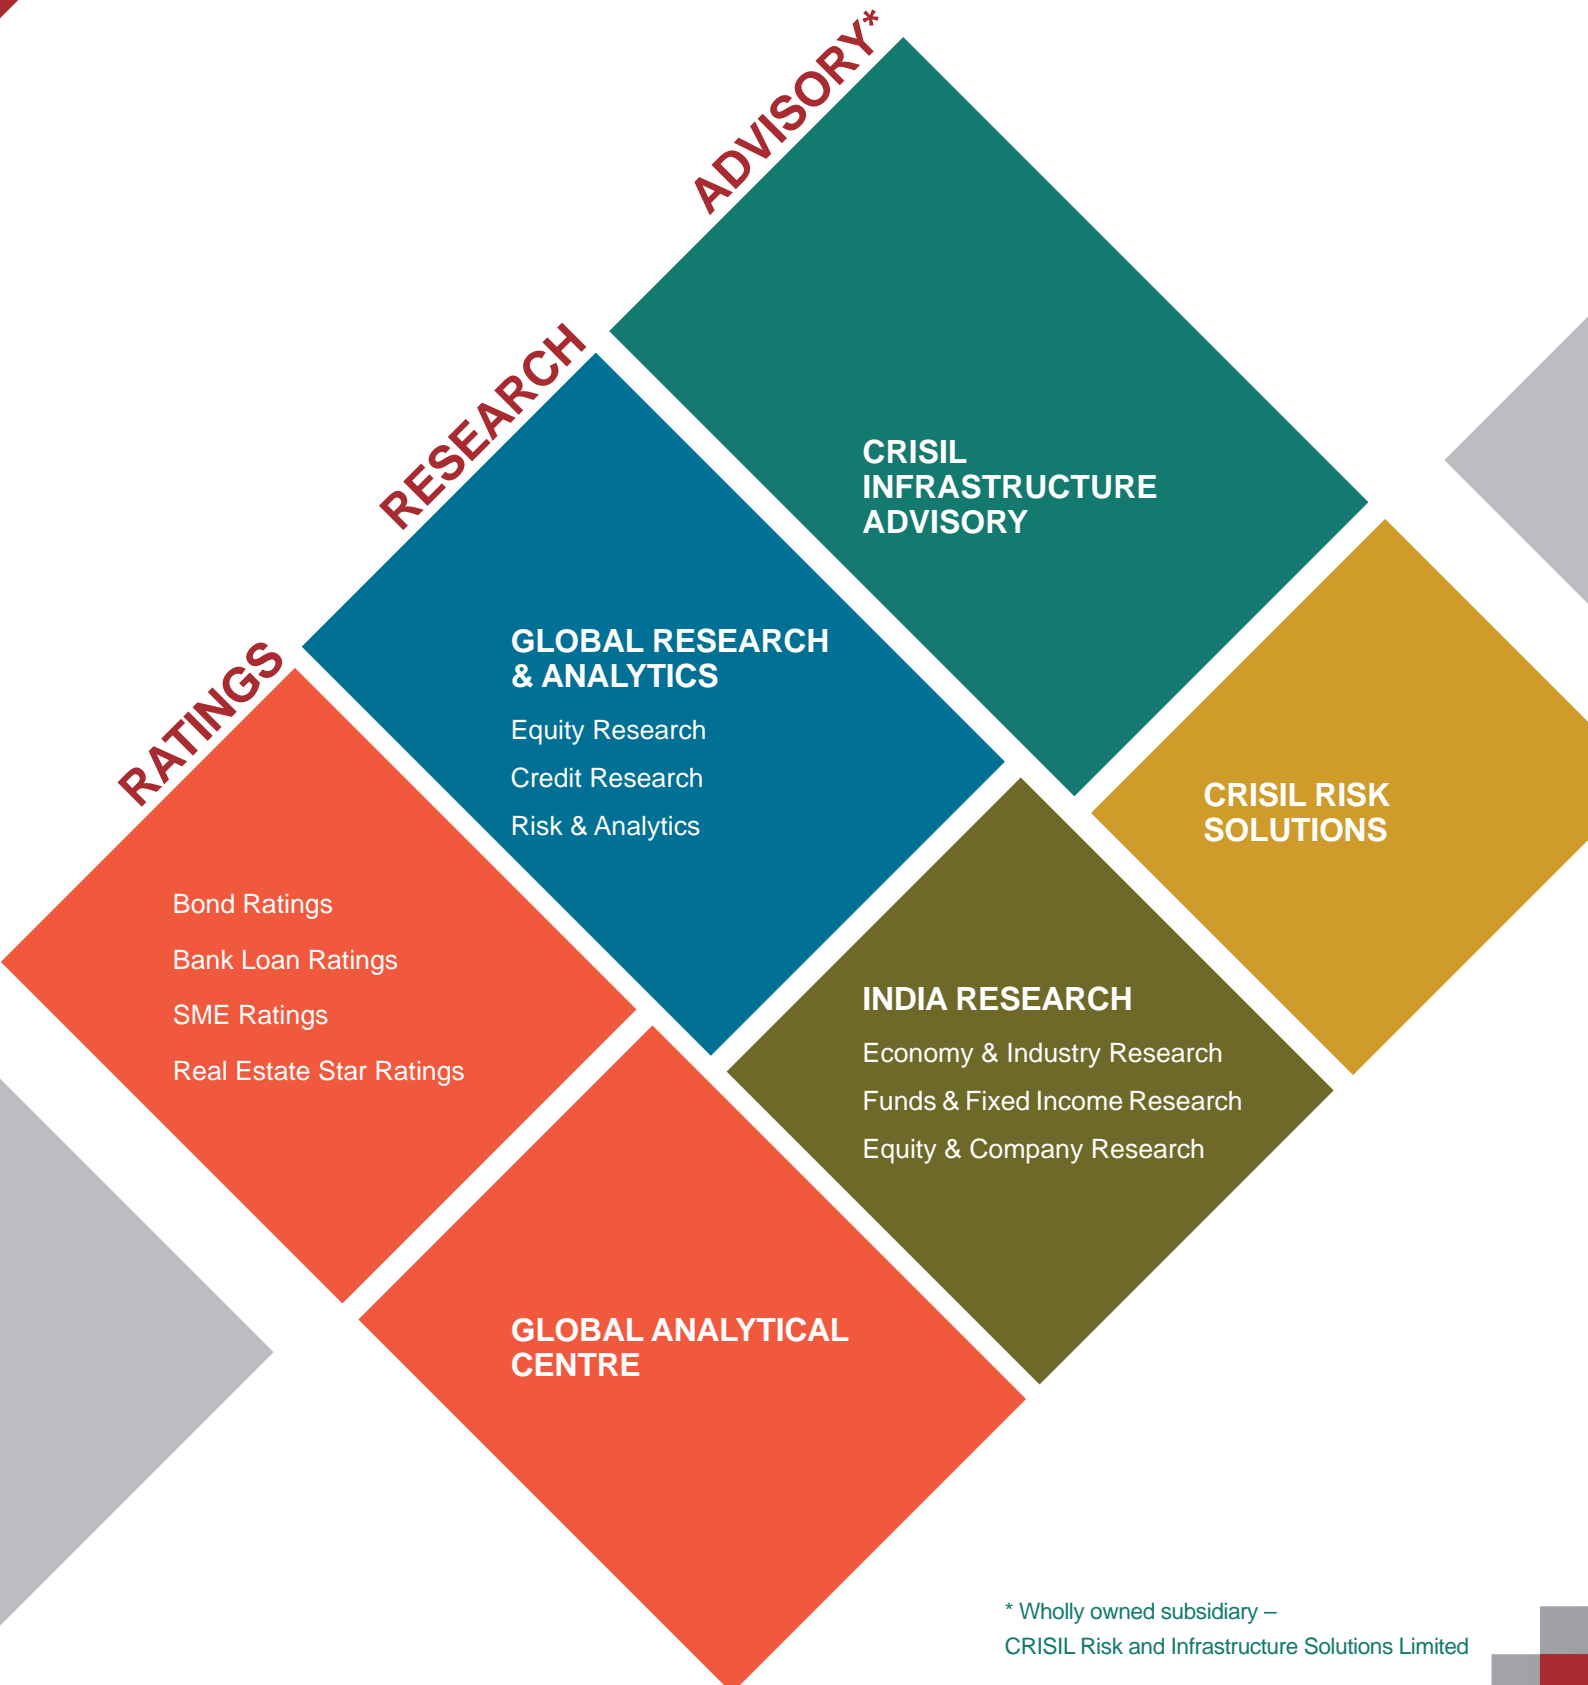 ADVISORY*
CRISIL
INFRASTRUCTURE
ADVISORY
CRISIL RISK
SOLUTIONS
RESEARCH
GLOBAL RESEARCH
& ANALYTICS
Equity Research
Credit Research
Risk & Analytics
INDIA RESEARCH
Economy & Industry Research
Funds & Fixed Income Research
Equity & Company Research
RATINGS
Bond Ratings
Bank Loan Ratings
SME Ratings
Real Estate Star Ratings
GLOBAL ANALYTICAL
CENTRE
* Wholly owned subsidiary –
CRISIL Risk and Infrastructure Solutions Limited